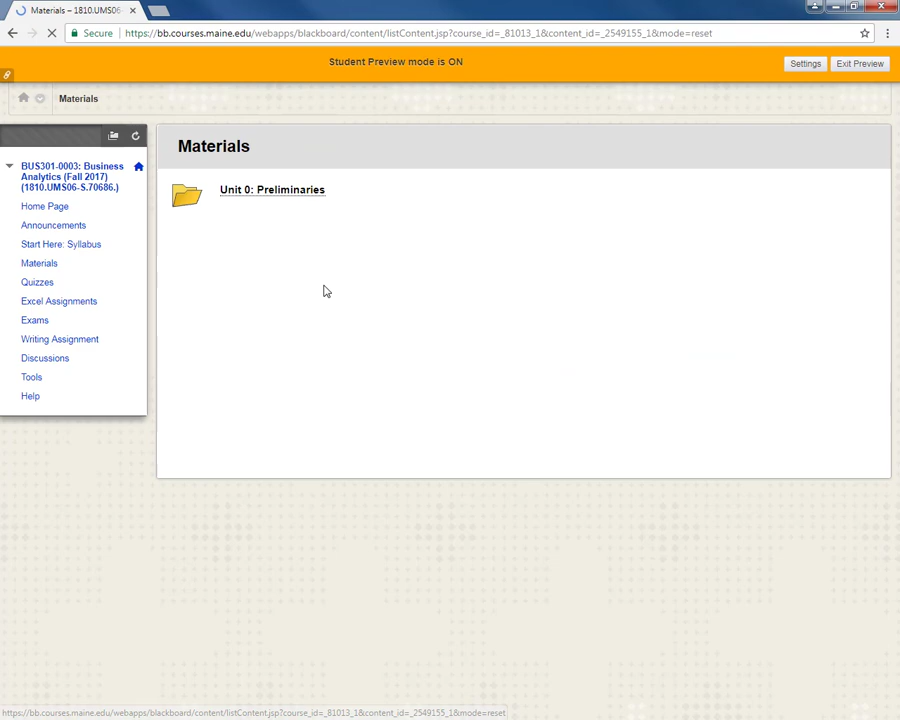 Materials – 1810.UMS06-
Secure
https://bb.courses.maine.edu/webapps/blackboard/content/listContent.jsp?course_id=_81013_1&content_id=_2549155_1&mode=reset
Student Preview mode is ON
Settings
Exit Preview
Materials
BUS301-0003: Business
Analytics (Fall 2017)
(1810.UMS06-S.70686.)
Home Page
Announcements
Start Here: Syllabus
Materials
Quizzes
Excel Assignments
Exams
Writing Assignment
Discussions
Tools
Help
Materials
Unit 0: Preliminaries
https://bb.courses.maine.edu/webapps/blackboard/content/listContent.jsp?course_id=_81013_1&content_id=_2549155_1&mode=reset